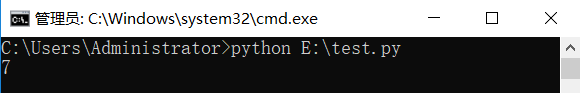 管理员: C:\Windows\system32\cmd.exe
C:\Users\Administrator>python E:\test.py
7